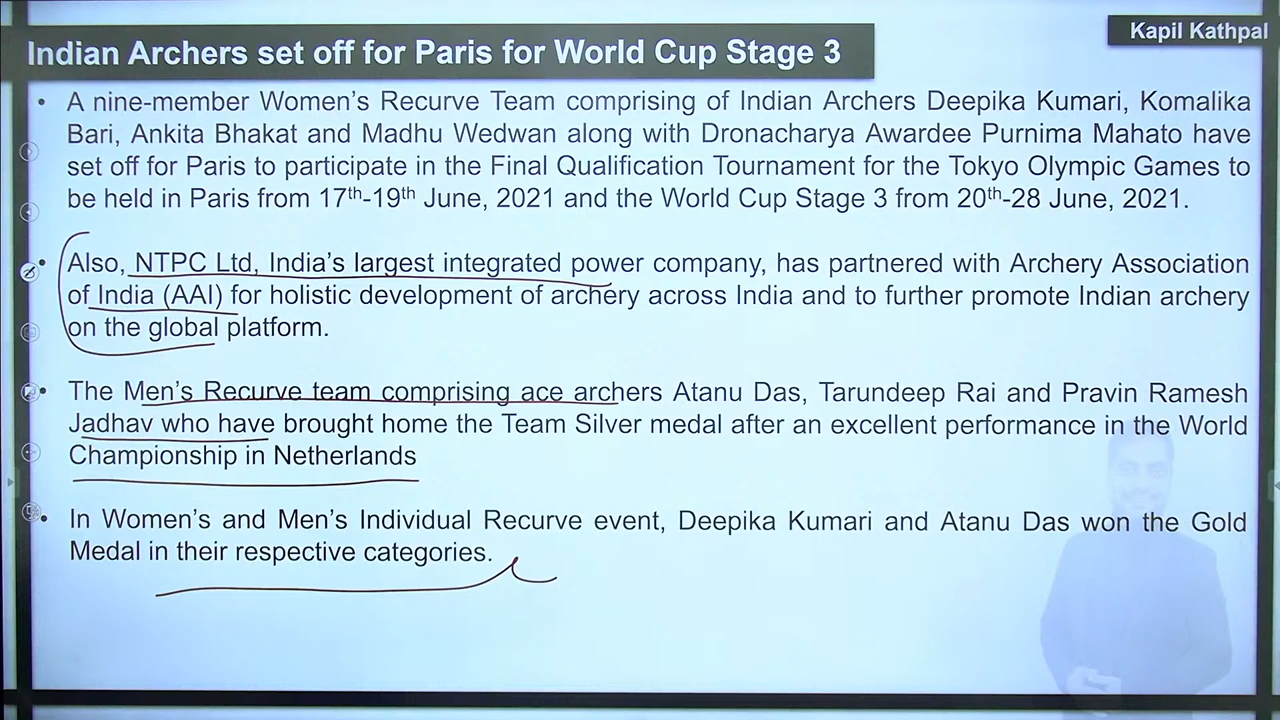 Kapil Kathpal
Indian Archers set off for Paris for World Cup Stage 3
• A nine-member Women's Recurve Team comprising of Indian Archers Deepika Kumari, Komalika
Bari, Ankita Bhakat and Madhu Wedwan along with Dronacharya Awardee Purnima Mahato have
set off for Paris to participate in the Final Qualification Tournament for the Tokyo Olympic Games to
be held in Paris from 17th-19th June, 2021 and the World Cup Stage 3 from 20th-28 June, 2021.
• Also, NTPC Ltd, India's largest integrated power company, has partnered with Archery Association
of India (AAI) for holistic development of archery across India and to further promote Indian archery
on the global platform.
• The Men's Recurve team comprising ace archers Atanu Das, Tarundeep Rai and Pravin Ramesh
Jadhav who have brought home the Team Silver medal after an excellent performance in the World
Championship in Netherlands
• In Women's and Men's Individual Recurve event, Deepika Kumari and Atanu Das won the Gold
Medal in their respective categories.